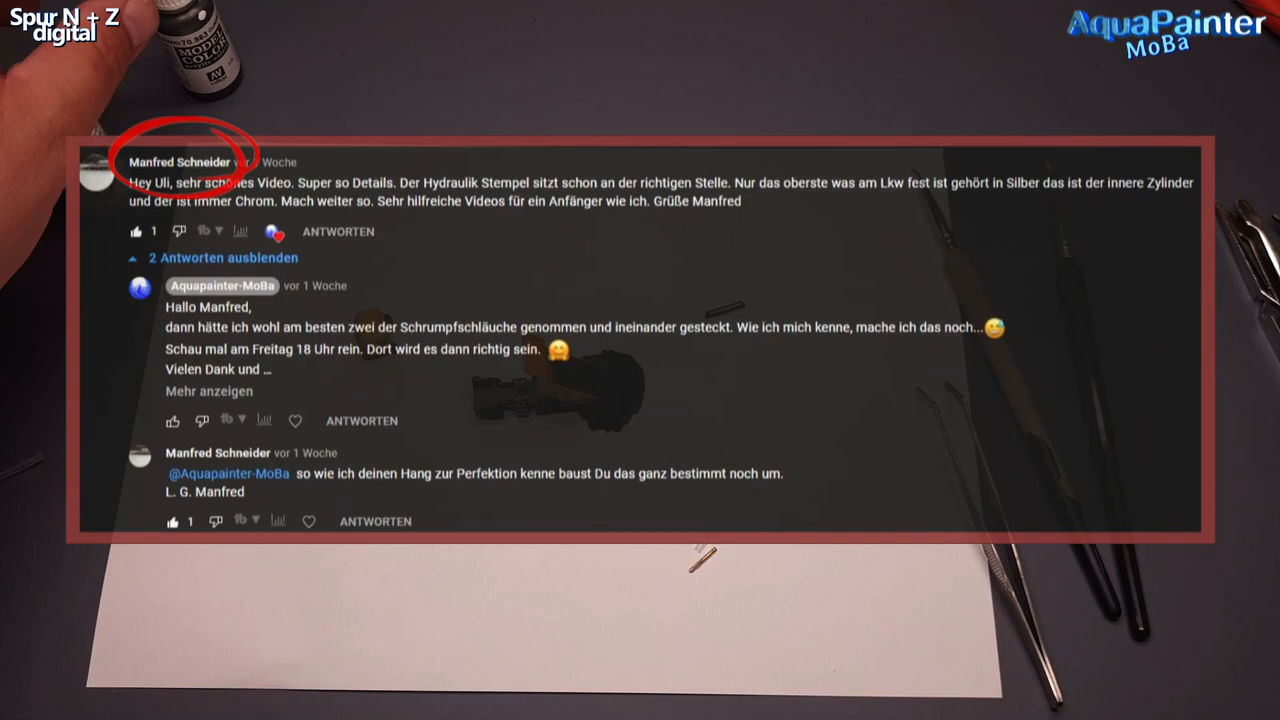 Spur N + Z
digital
AquaPainter
MoBa
MODEL
COLOR
Manfred Schneider vor 1 Woche
Hey Uli, sehr schönes Video. Super so Details. Der Hydraulik Stempel sitzt schon an der richtigen Stelle. Nur das oberste was am Lkw fest ist gehört in Silber das ist der innere Zylinder
und der ist immer Chrom. Mach weiter so. Sehr hilfreiche Videos für ein Anfänger wie ich. Grüße Manfred
1 ANTWORTEN
2 Antworten ausblenden
Aquapainter-MoBa vor 1 Woche
Hallo Manfred,
dann hätte ich wohl am besten zwei der Schrumpfschläuche genommen und ineinander gesteckt. Wie ich mich kenne, mache ich das noch...😅
Schau mal am Freitag 18 Uhr rein. Dort wird es dann richtig sein. 🤗
Vielen Dank und ...
Mehr anzeigen
ANTWORTEN
Manfred Schneider vor 1 Woche
@Aquapainter-MoBa so wie ich deinen Hang zur Perfektion kenne baust Du das ganz bestimmt noch um.
L. G. Manfred
1 ANTWORTEN